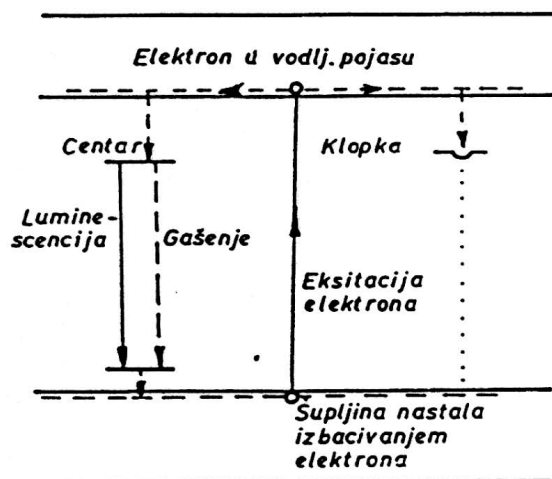 Elektron u vodlj. pojasu
Centar
Klopka
Lumine-
scencija
Gašenje
Eksitacija
elektrona
Supljina nastala
izbacivanjem
elektrona